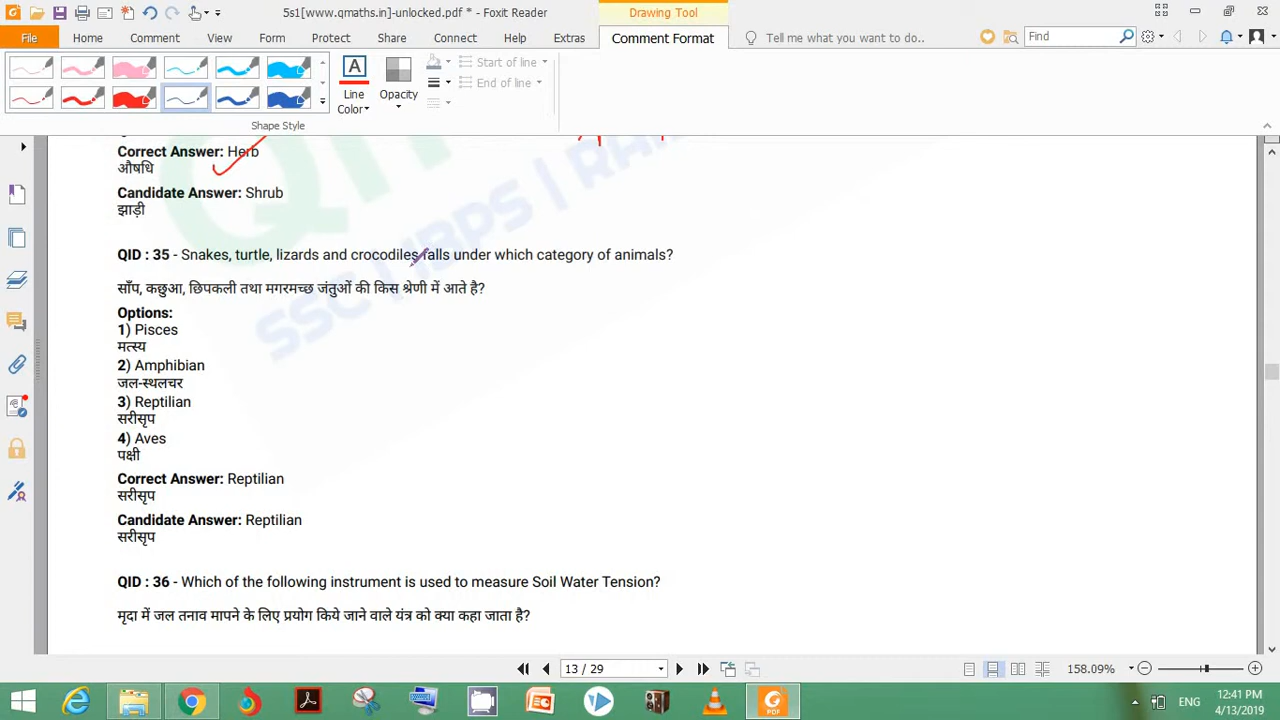 5s1[www.qmaths.in]-unlocked.pdf * - Foxit Reader
Drawing Tool
File Home Comment View Form Protect Share Connect Help Extras Comment Format Tell me what you want to do.. Find
Start of line
End of line
Line Color
Opacity
Shape Style
Correct Answer: Herb
औषधि
Candidate Answer: Shrub
झाड़ी
QID : 35 - Snakes, turtle, lizards and crocodiles falls under which category of animals?
साँप, कछुआ, छिपकली तथा मगरमच्छ जंतुओं की किस श्रेणी में आते है?
Options:
1) Pisces
मत्स्य
2) Amphibian
जल-स्थलचर
3) Reptilian
सरीसृप
4) Aves
पक्षी
Correct Answer: Reptilian
सरीसृप
Candidate Answer: Reptilian
सरीसृप
QID : 36 - Which of the following instrument is used to measure Soil Water Tension?
मृदा में जल तनाव मापने के लिए प्रयोग किये जाने वाले यंत्र को क्या कहा जाता है?
SSC | IBPS |
13 / 29
158.09%
ENG
12:41 PM
4/13/2019